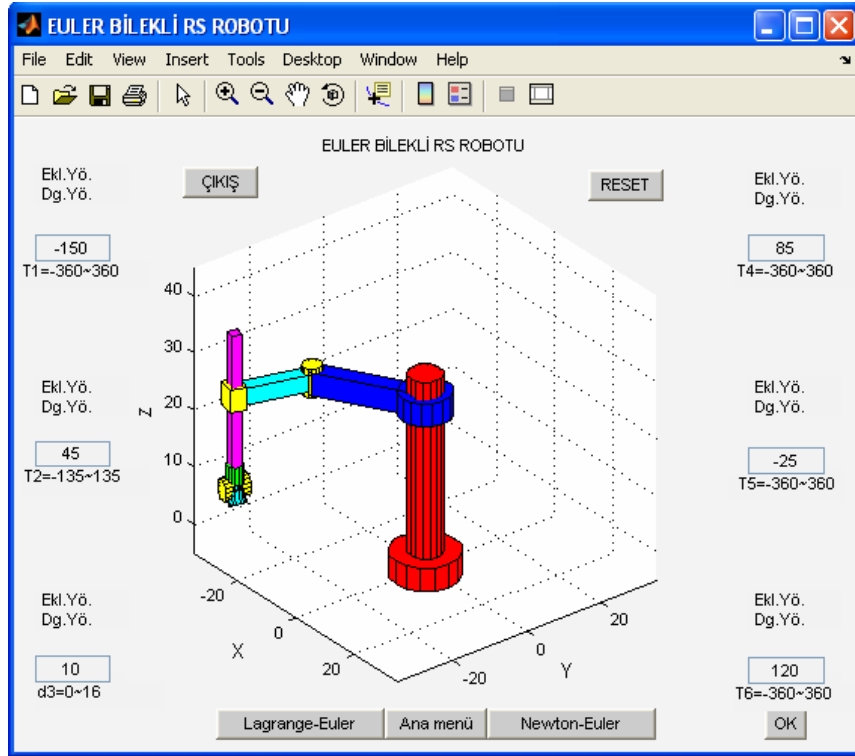 EULER BİLEKLİ RS ROBOTU
File Edit View Insert Tools Desktop Window Help
EULER BİLEKLİ RS ROBOTU
ÇIKIŞ
RESET
Ekl.Yö.
Dg.Yö.
-150
T1=-360~360
Ekl.Yö.
Dg.Yö.
45
T2=-135~135
Ekl.Yö.
Dg.Yö.
10
d3=0~16
40
30
20
10
0
Z
-20
0
20
X
-20
0
20
Y
Ekl.Yö.
Dg.Yö.
85
T4=-360~360
Ekl.Yö.
Dg.Yö.
-25
T5=-360~360
Ekl.Yö.
Dg.Yö.
120
T6=-360~360
Lagrange-Euler
Ana menü
Newton-Euler
OK